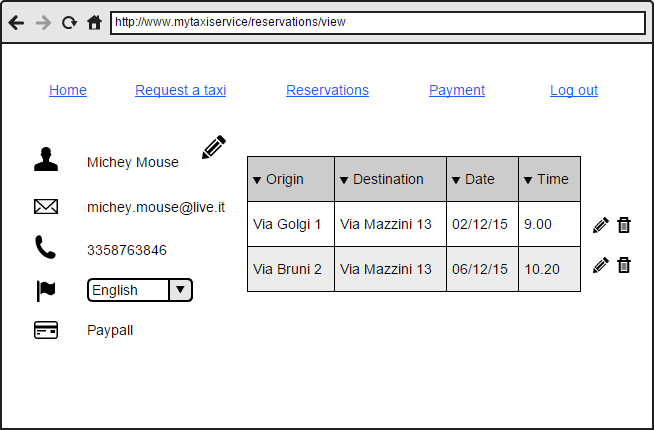 http://www.mytaxiservice/reservations/view
Home Request a taxi Reservations Payment Log out
Michey Mouse
michey.mouse@live.it
3358763846
English
Paypall
Origin Destination Date Time
Via Golgi 1 Via Mazzini 13 02/12/15 9.00
Via Bruni 2 Via Mazzini 13 06/12/15 10.20